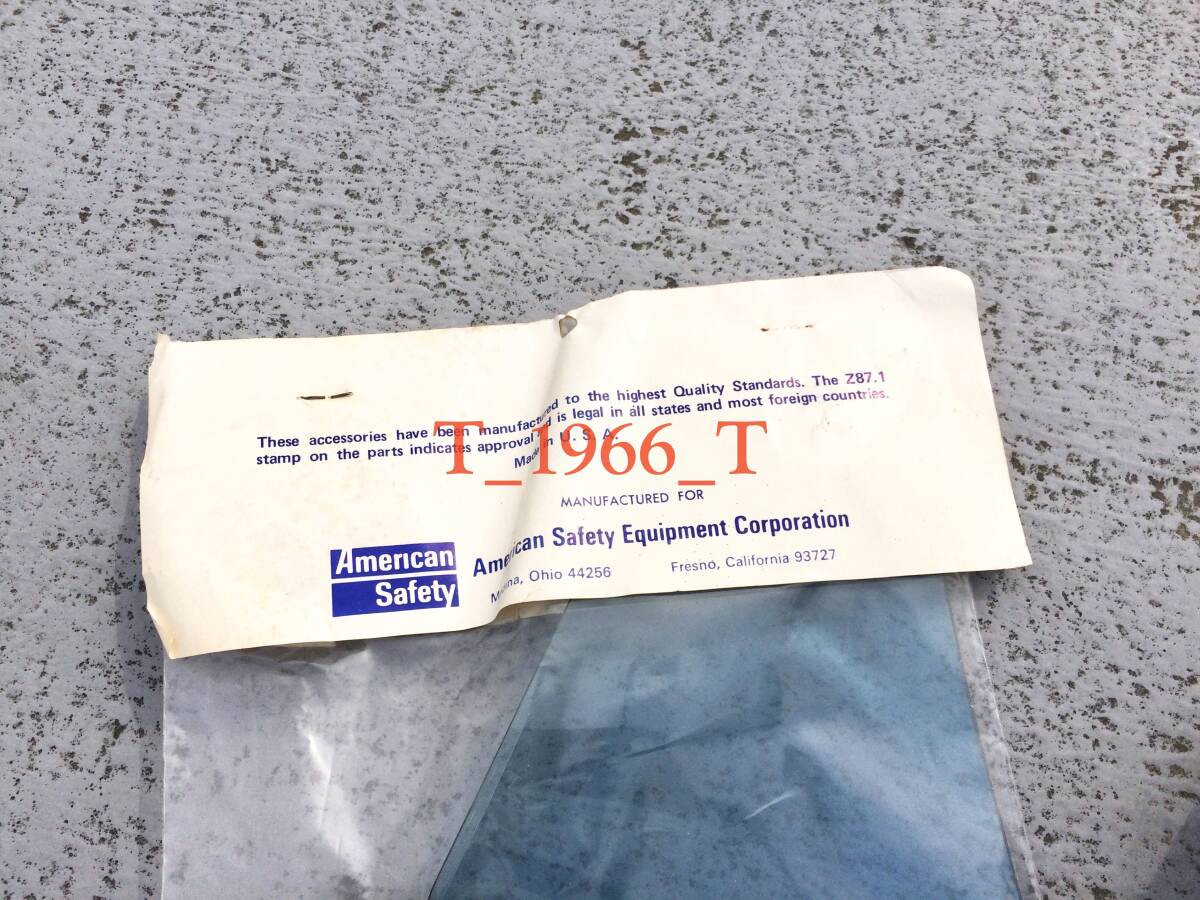 These accessories have been manufactured to the highest Quality Standards. The Z87.1
stamp on the parts indicates approval and is legal in all states and most foreign countries.
Made in U. S. A.
T_1966_T
MANUFACTURED FOR
American Safety Equipment Corporation
Ohio 44256 Fresno, California 93727
American
Safety